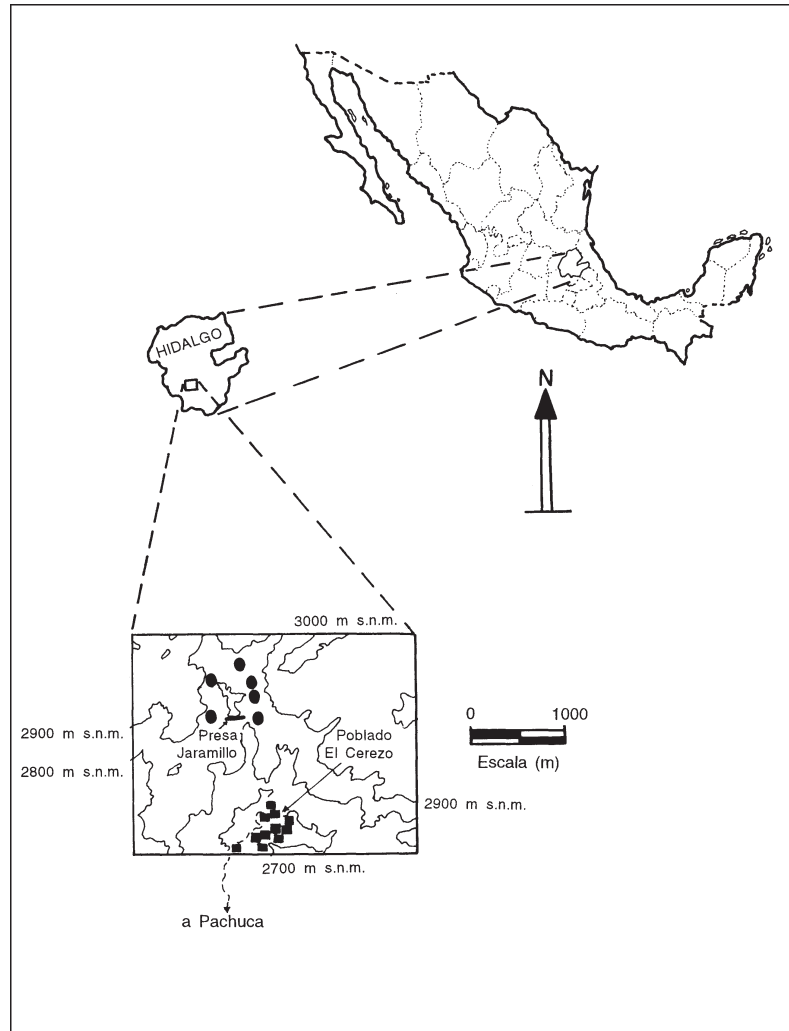 HIDALGO
N
3000 m s.n.m.
2900 m s.n.m.
2800 m s.n.m.
Presa
Jaramillo
Poblado
El Cerezo
0 1000
Escala (m)
2900 m s.n.m.
2700 m s.n.m.
a Pachuca